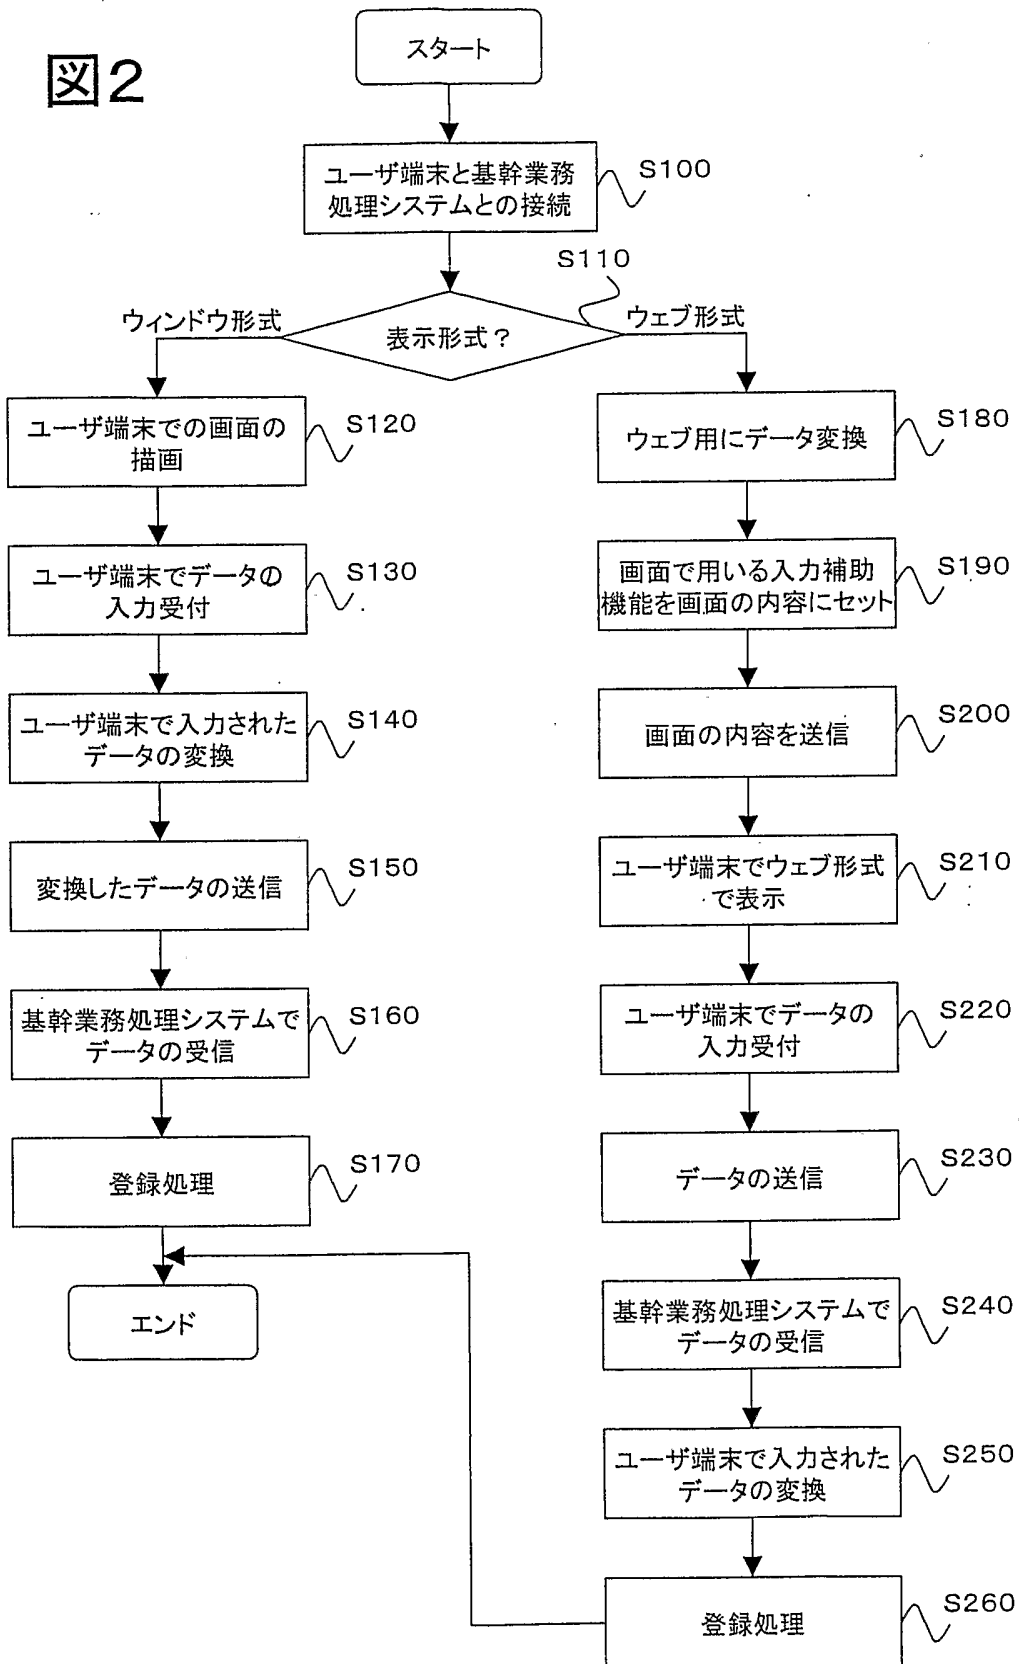 図2
スタート
ユーザ端末と基幹業務
処理システムとの接続
S100
S110
表示形式？
ウィンドウ形式
ウェブ形式
ユーザ端末での画面の
描画
S120
ユーザ端末でデータの
入力受付
S130
ユーザ端末で入力された
データの変換
S140
変換したデータの送信
S150
基幹業務処理システムで
データの受信
S160
登録処理
S170
エンド
ウェブ用にデータ変換
S180
画面で用いる入力補助
機能を画面の内容にセット
S190
画面の内容を送信
S200
ユーザ端末でウェブ形式
で表示
S210
ユーザ端末でデータの
入力受付
S220
データの送信
S230
基幹業務処理システムで
データの受信
S240
ユーザ端末で入力された
データの変換
S250
登録処理
S260